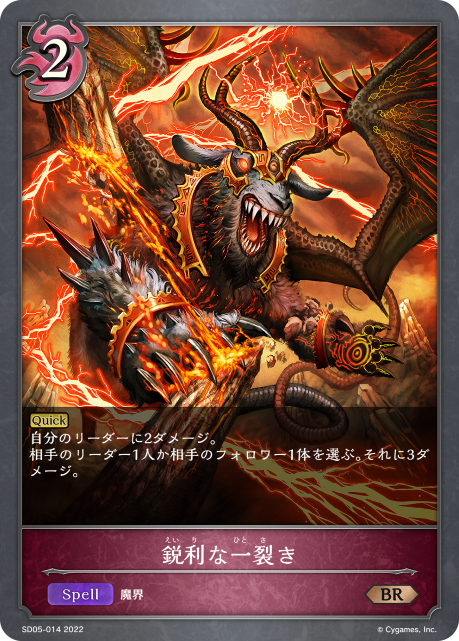 2
Quick
自分のリーダーに2ダメージ。
相手のリーダー1人か相手のフォロワー1体を選ぶ。それに3ダ
メージ。
えいり ひとさ
鋭利な一裂き
Spell 魔界 BR
SD05-014 2022 © Cygames, Inc.